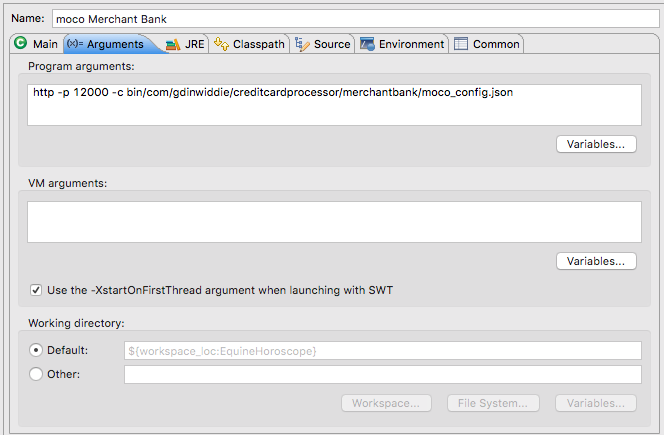 Name: moco Merchant Bank
Main (x)= Arguments JRE Classpath Source Environment Common
Program arguments:
http -p 12000 -c bin/com/gdinwiddie/creditcardprocessor/merchantbank/moco_config.json
Variables...
VM arguments:
Variables...
Use the -XstartOnFirstThread argument when launching with SWT
Working directory:
Default: ${workspace_loc:EquineHoroscope}
Other:
Workspace... File System... Variables...